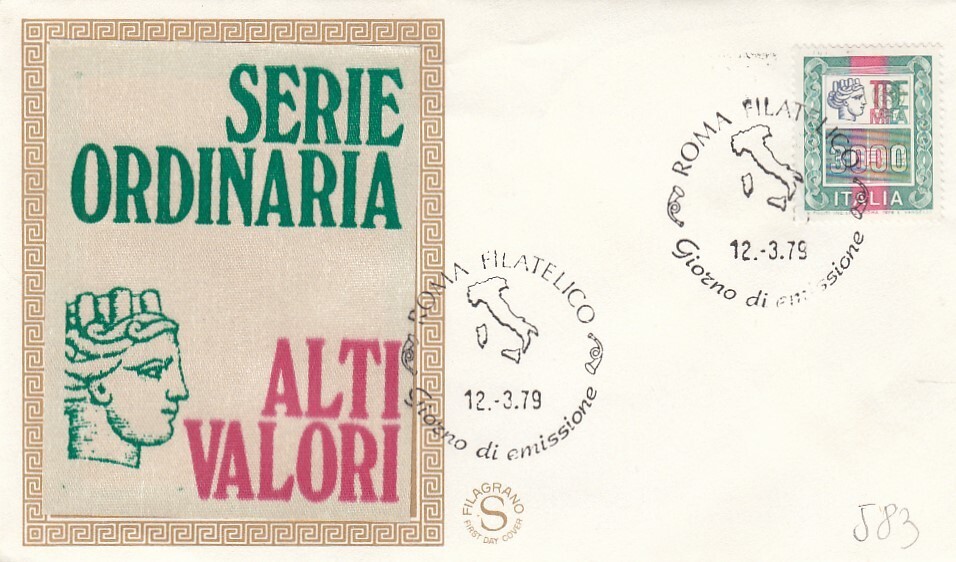 SERIE
ORDINARIA
ALTI
VALORI
TRE
MILA
3000
ITALIA
ROMA FILATELICO
12.-3.79
Giorno di emissione
ROMA FILATELICO
12.-3.79
Giorno di emissione
FILAGRANO
S
FIRST DAY COVER
583